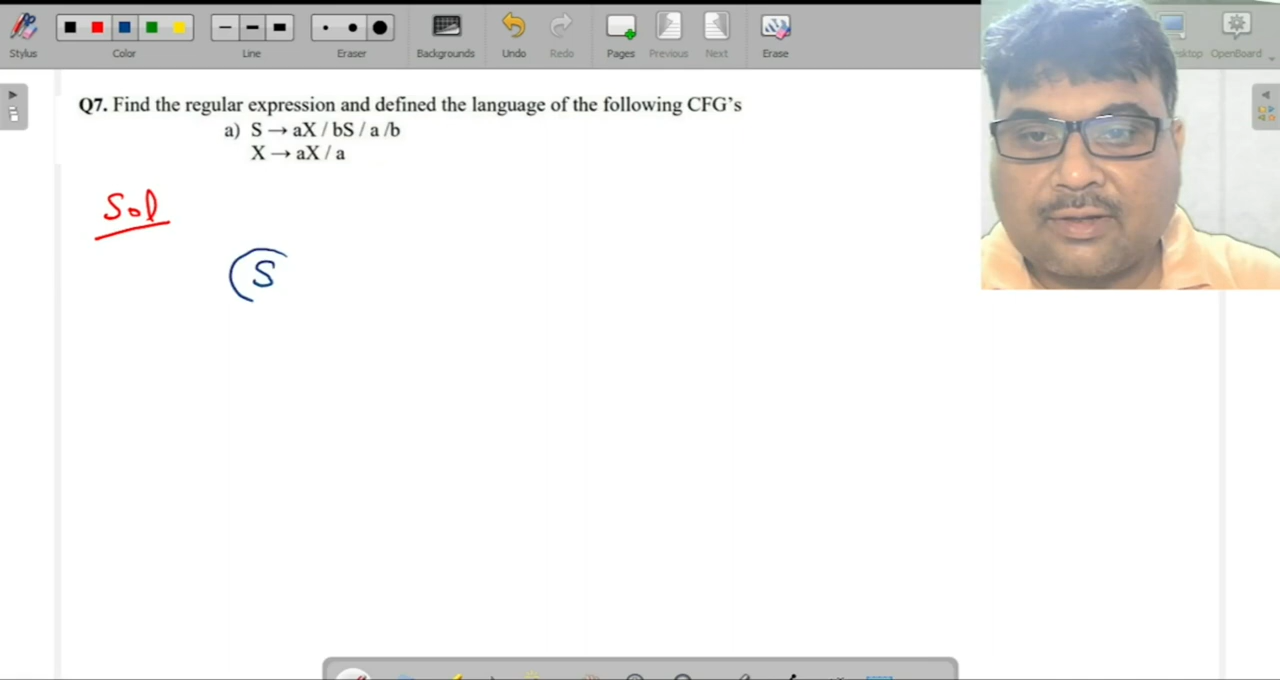 Stylus Color Line Eraser Backgrounds Undo Redo Pages Previous Next Erase OpenBoard
Q7. Find the regular expression and defined the language of the following CFG's
a) S → aX / bS / a /b
X → aX / a
Sol
S